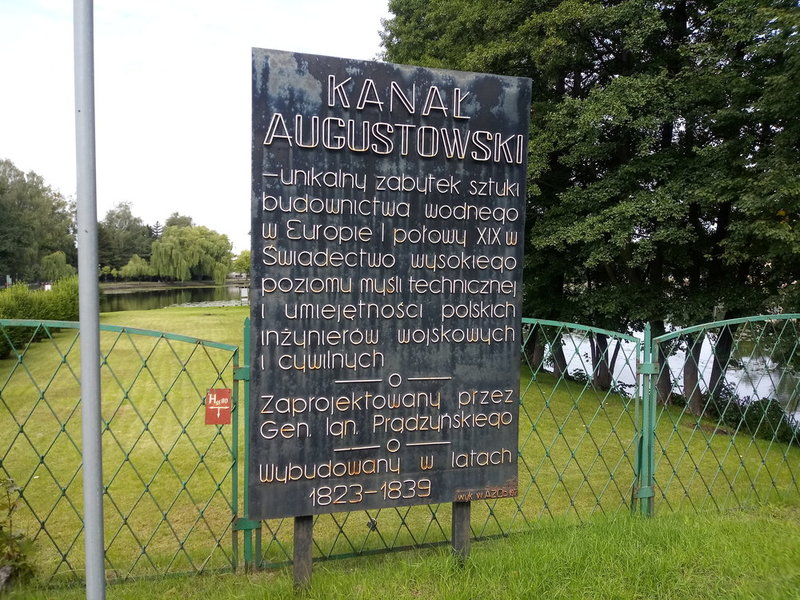 KANAŁ
AUGUSTOWSKI
–unikalny zabytek sztuki
budownictwa wodnego
w Europie I połowy XIX w
Świadectwo wysokiego
poziomu myśli technicznej
i umiejętności polskich
inżynierów wojskowych
i cywilnych
— o —
Zaprojektowany przez
Gen. Ign. Prądzyńskiego
— o —
Wybudowany w latach
1823-1839